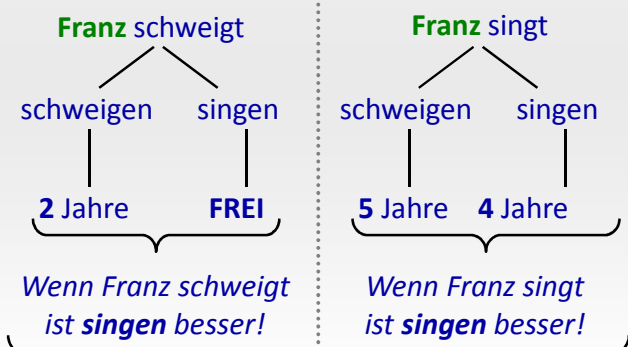 Franz schweigt
schweigen singen
2 Jahre FREI
Wenn Franz schweigt
ist singen besser!
Franz singt
schweigen singen
5 Jahre 4 Jahre
Wenn Franz singt
ist singen besser!